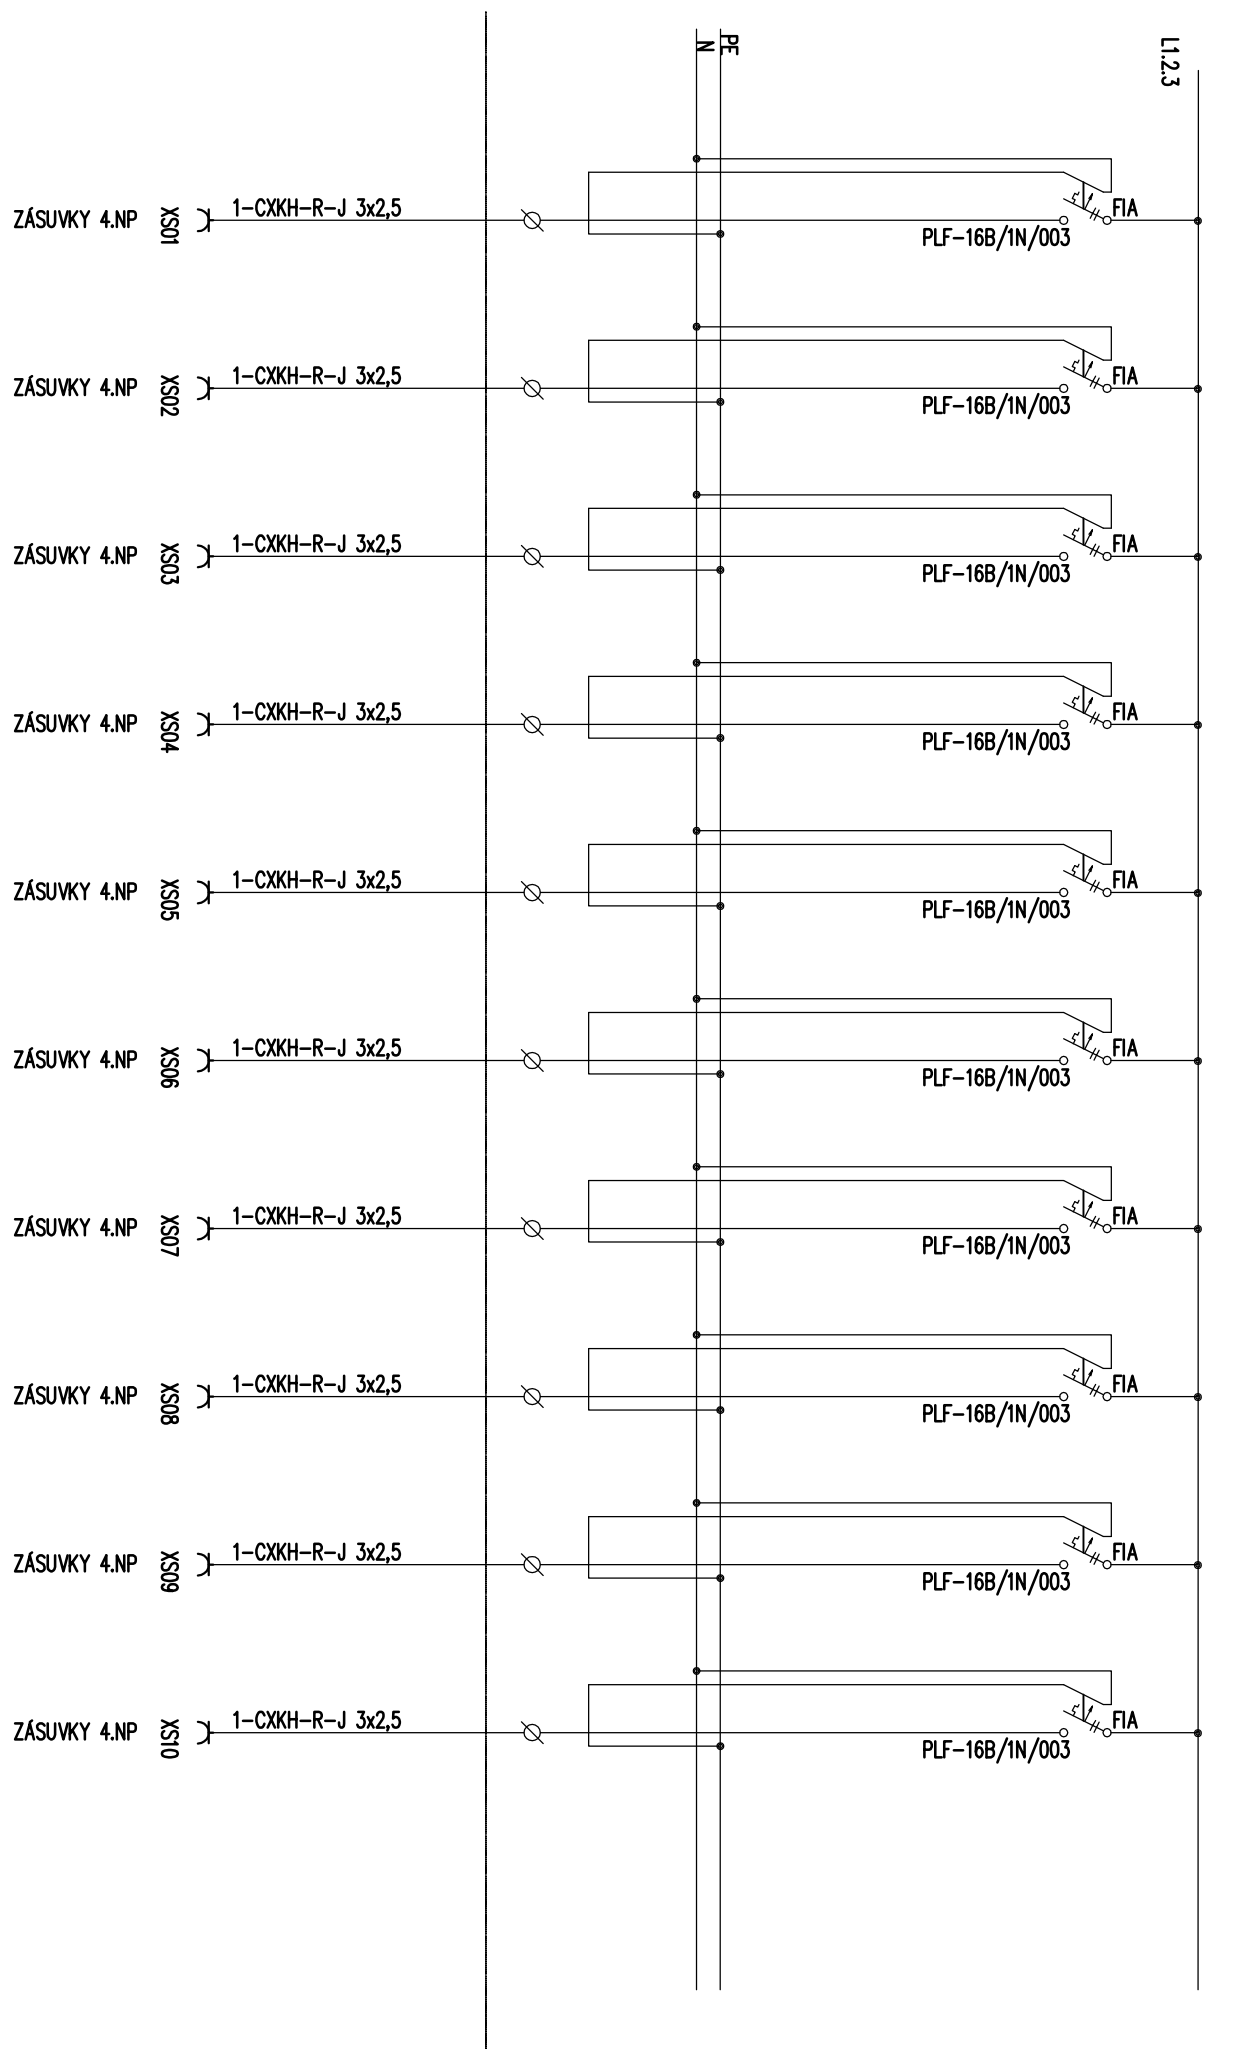 PE
N
L1.2.3
ZÁSUVKY 4.NP XS01 1-CXKH-R-J 3x2,5 FIA
PLF-16B/1N/003
ZÁSUVKY 4.NP XS02 1-CXKH-R-J 3x2,5 FIA
PLF-16B/1N/003
ZÁSUVKY 4.NP XS03 1-CXKH-R-J 3x2,5 FIA
PLF-16B/1N/003
ZÁSUVKY 4.NP XS04 1-CXKH-R-J 3x2,5 FIA
PLF-16B/1N/003
ZÁSUVKY 4.NP XS05 1-CXKH-R-J 3x2,5 FIA
PLF-16B/1N/003
ZÁSUVKY 4.NP XS06 1-CXKH-R-J 3x2,5 FIA
PLF-16B/1N/003
ZÁSUVKY 4.NP XS07 1-CXKH-R-J 3x2,5 FIA
PLF-16B/1N/003
ZÁSUVKY 4.NP XS08 1-CXKH-R-J 3x2,5 FIA
PLF-16B/1N/003
ZÁSUVKY 4.NP XS09 1-CXKH-R-J 3x2,5 FIA
PLF-16B/1N/003
ZÁSUVKY 4.NP XS10 1-CXKH-R-J 3x2,5 FIA
PLF-16B/1N/003